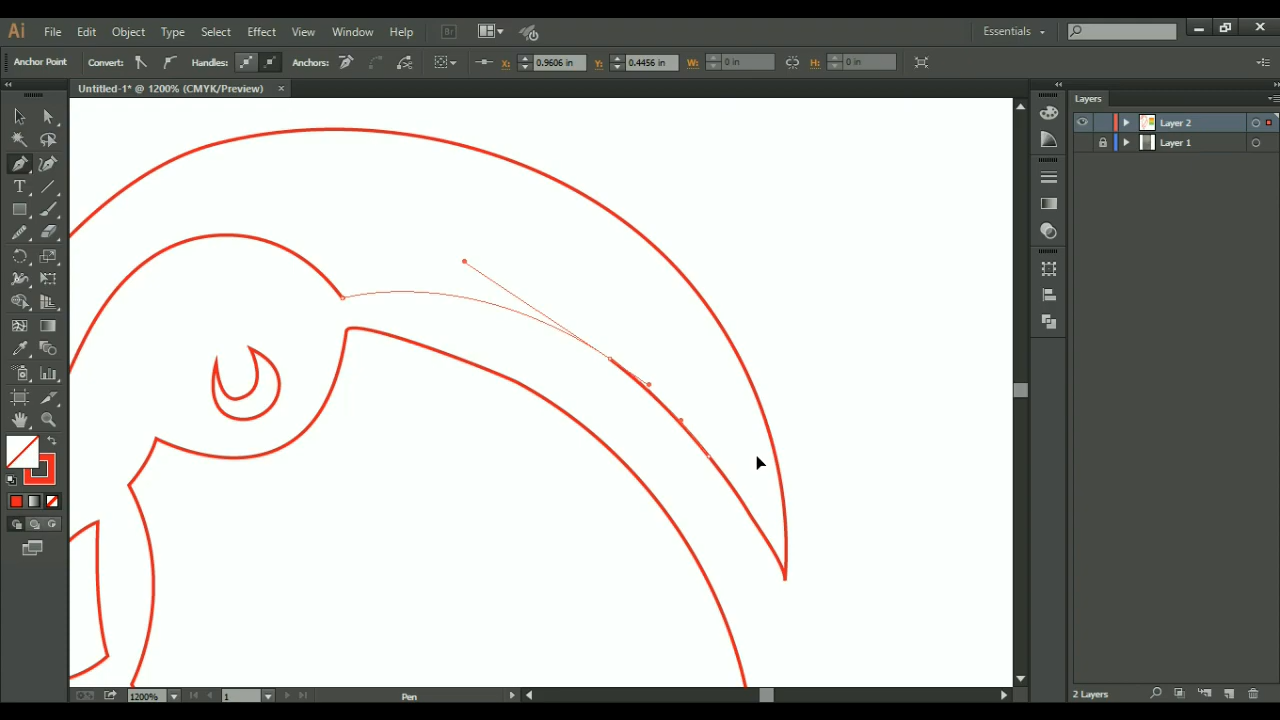 Ai File Edit Object Type Select Effect View Window Help Br Essentials
Anchor Point Convert: Handles: Anchors: X: 0.9606 in Y: 0.4456 in W: 0 in H: 0 in
Untitled-1* @ 1200% (CMYK/Preview)
Layers
Layer 2
Layer 1
T
1200% 1 Pen 2 Layers